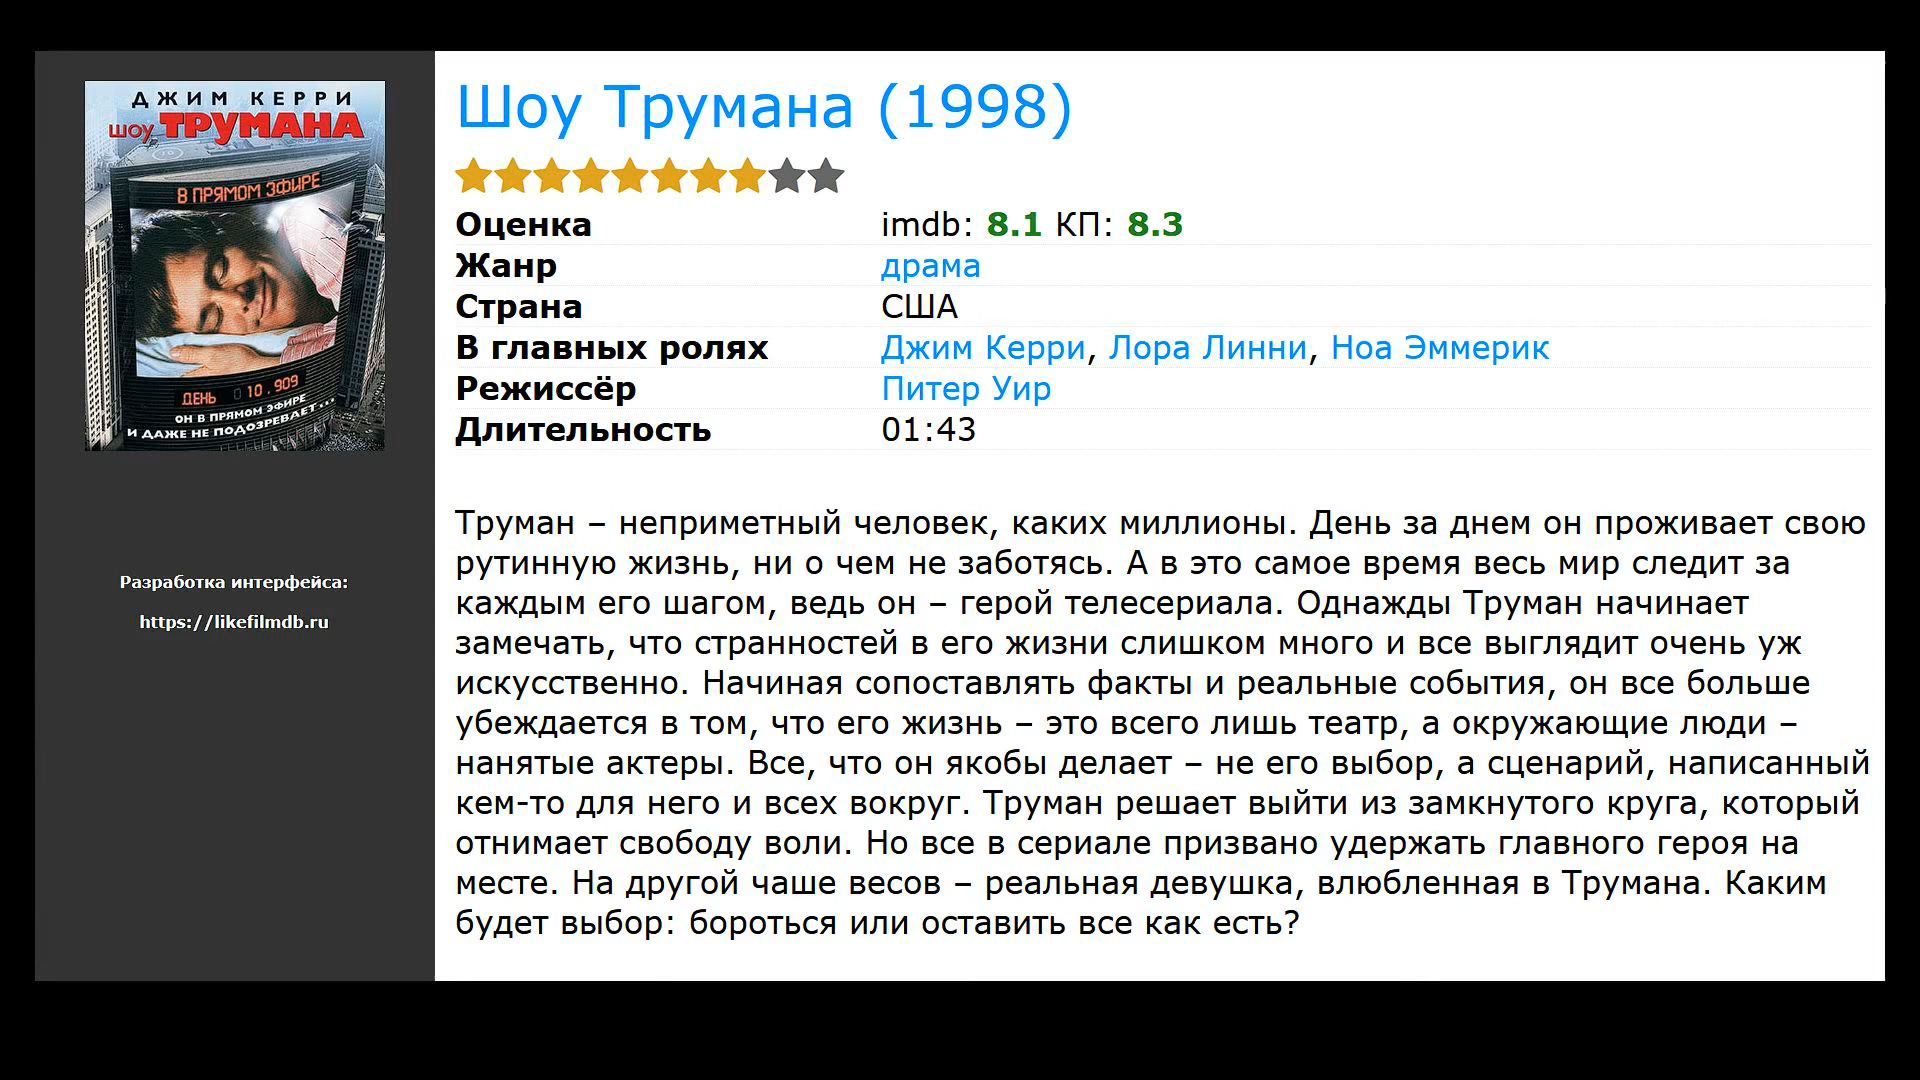 ДЖИМ КЕРРИ
ШОУ ТРУМАНА
В ПРЯМОМ ЭФИРЕ
ДЕНЬ 010.909
ОН В ПРЯМОМ ЭФИРЕ
И ДАЖЕ НЕ ПОДОЗРЕВАЕТ...
Разработка интерфейса:
https://likefilmdb.ru
Шоу Трумана (1998)
Оценка imdb: 8.1 КП: 8.3
Жанр драма
Страна США
В главных ролях Джим Керри, Лора Линни, Ноа Эммерик
Режиссёр Питер Уир
Длительность 01:43
Труман – неприметный человек, каких миллионы. День за днем он проживает свою
рутинную жизнь, ни о чем не заботясь. А в это самое время весь мир следит за
каждым его шагом, ведь он – герой телесериала. Однажды Труман начинает
замечать, что странностей в его жизни слишком много и все выглядит очень уж
искусственно. Начиная сопоставлять факты и реальные события, он все больше
убеждается в том, что его жизнь – это всего лишь театр, а окружающие люди –
нанятые актеры. Все, что он якобы делает – не его выбор, а сценарий, написанный
кем-то для него и всех вокруг. Труман решает выйти из замкнутого круга, который
отнимает свободу воли. Но все в сериале призвано удержать главного героя на
месте. На другой чаше весов – реальная девушка, влюбленная в Трумана. Каким
будет выбор: бороться или оставить все как есть?